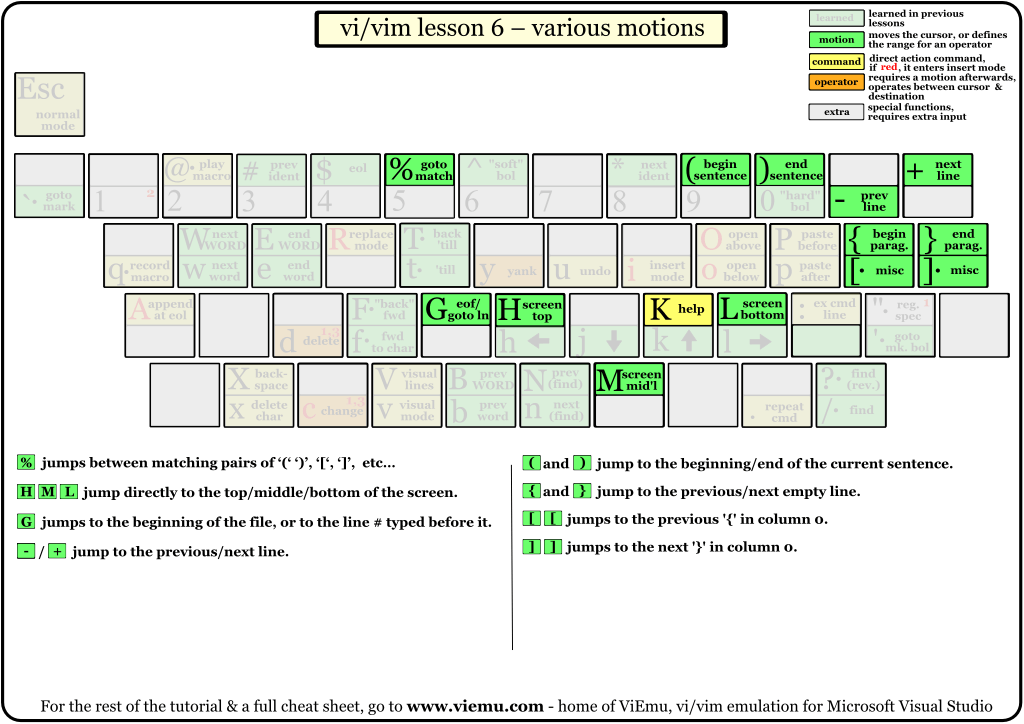 vi/vim lesson 6 – various motions
learned
learned in previous
lessons
motion
moves the cursor, or defines
the range for an operator
command
direct action command,
if red, it enters insert mode
operator
requires a motion afterwards,
operates between cursor &
destination
extra
special functions,
requires extra input
Esc
normal
mode
`· goto
mark
1 2
@· play
macro
2
# prev
ident
3
$ eol
4
% goto
match
5
^ "soft"
bol
6
7
* next
ident
8
( begin
sentence
9
) end
sentence
0 "hard"
bol
- prev
line
+ next
line
q· record
macro
W next
WORD
w next
word
E end
WORD
e end
word
R replace
mode
T· back
'till
t· 'till
y yank
u undo
i insert
mode
O open
above
o open
below
P paste
before
p paste
after
{ begin
parag.
[· misc
} end
parag.
]· misc
A append
at eol
d delete 1,3
F· "back"
fwd
f· fwd
to char
G eof/
goto ln
H screen
top
h
j
K help
k
L screen
bottom
l
: ex cmd
line
"· reg. 1
spec
'· goto
mk. bol
X back-
space
x delete
char
c change 1,3
V visual
lines
v visual
mode
B prev
WORD
b prev
word
N prev
(find)
n next
(find)
M screen
mid'l
. repeat
cmd
?· find
(rev.)
/· find
% jumps between matching pairs of ‘(‘ ‘)’, ‘[‘, ‘]’, etc...
H M L jump directly to the top/middle/bottom of the screen.
G jumps to the beginning of the file, or to the line # typed before it.
- / + jump to the previous/next line.
( and ) jump to the beginning/end of the current sentence.
{ and } jump to the previous/next empty line.
[ [ jumps to the previous '{' in column 0.
] ] jumps to the next '}' in column 0.
For the rest of the tutorial & a full cheat sheet, go to www.viemu.com - home of ViEmu, vi/vim emulation for Microsoft Visual Studio